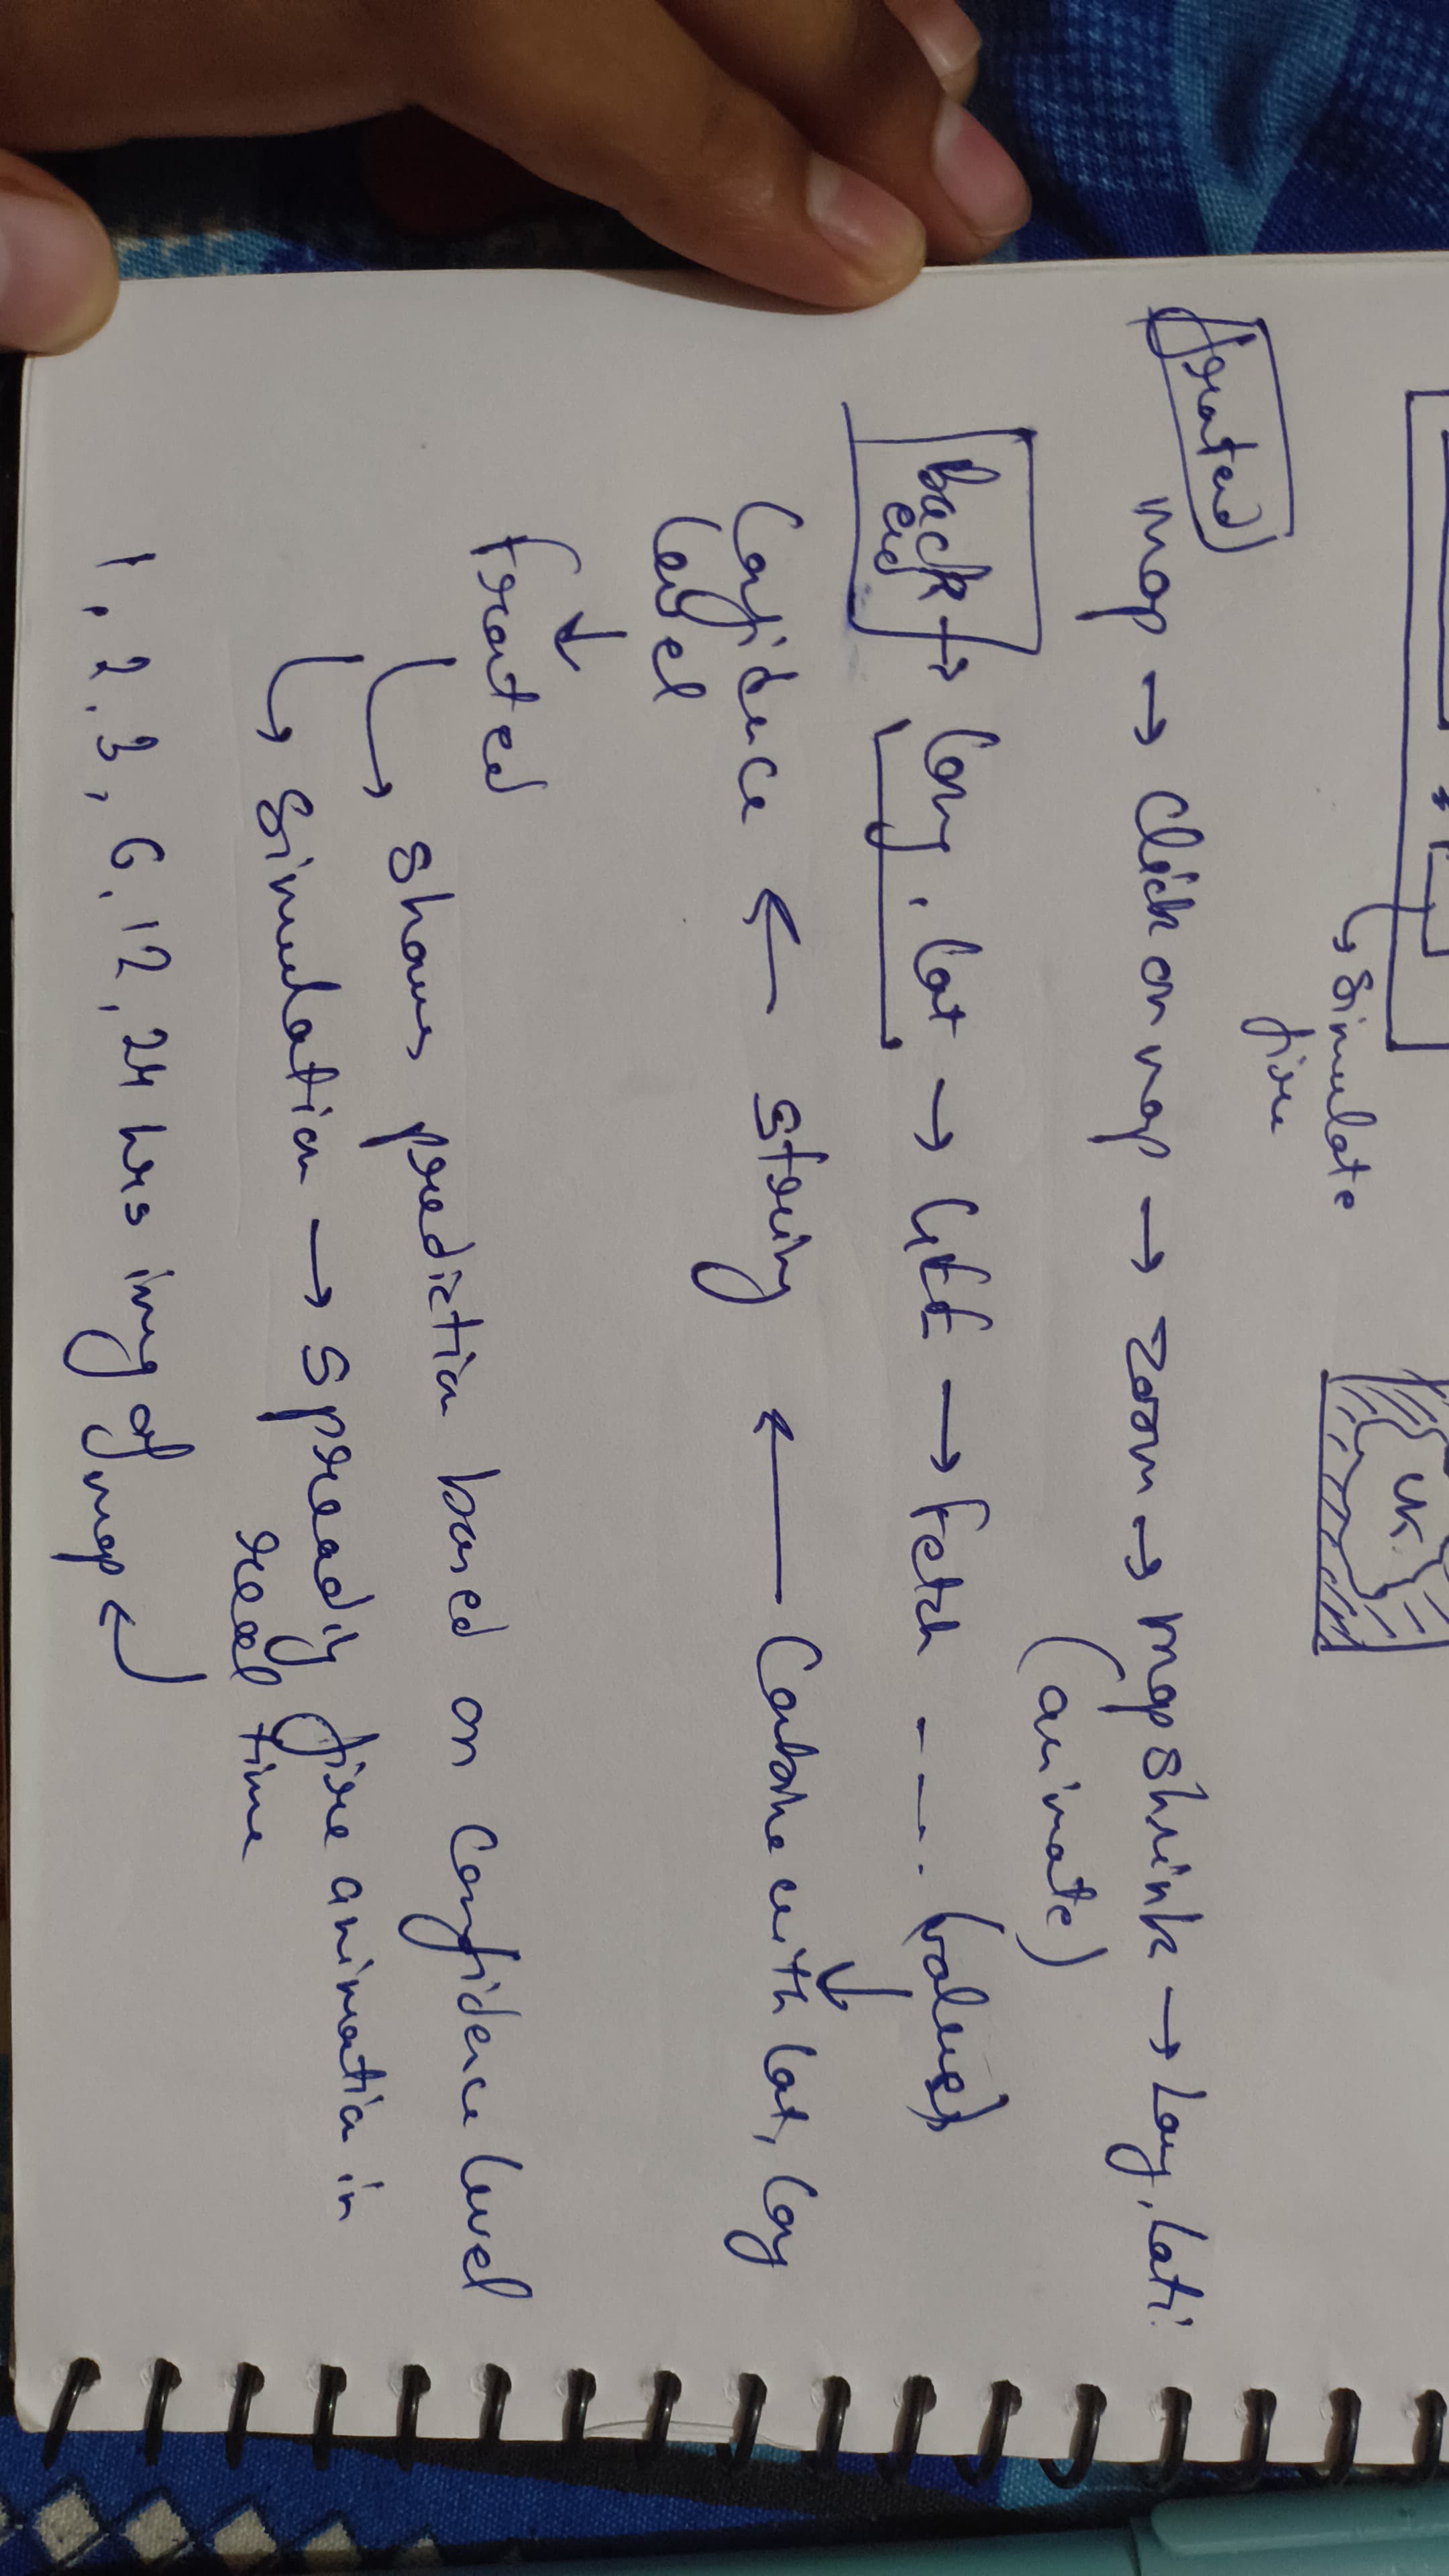 UK.
↳ Simulate
fire
frontend
map → Click on map → zoom → map shrink → Long, Lati:
(animate)
Back end → Long, Lat → GEE → Fetch ----- (values)
↓
Confidence level ← string ← Combine with Lat, Long
↓
Frontend
↳ shows prediction based on confidence level
↳ simulation → spreading fire animation in
real time
1, 2, 3, 6, 12, 24 hrs img of map ↵